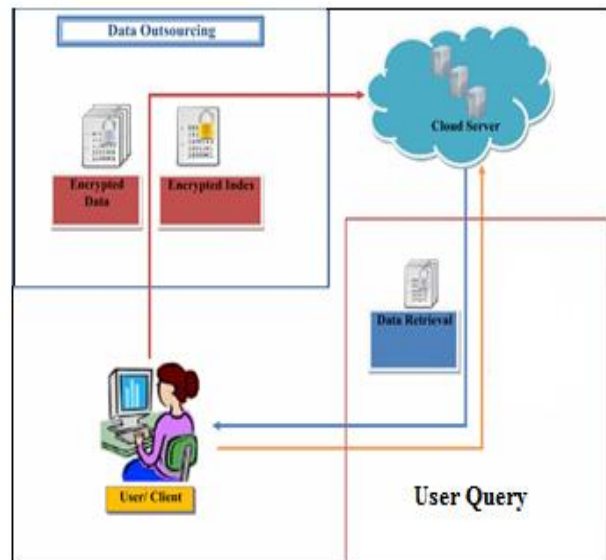 Data Outsourcing
Cloud Server
Encrypted
Data
Encrypted Index
Data Retrieval
User/ Client
User Query